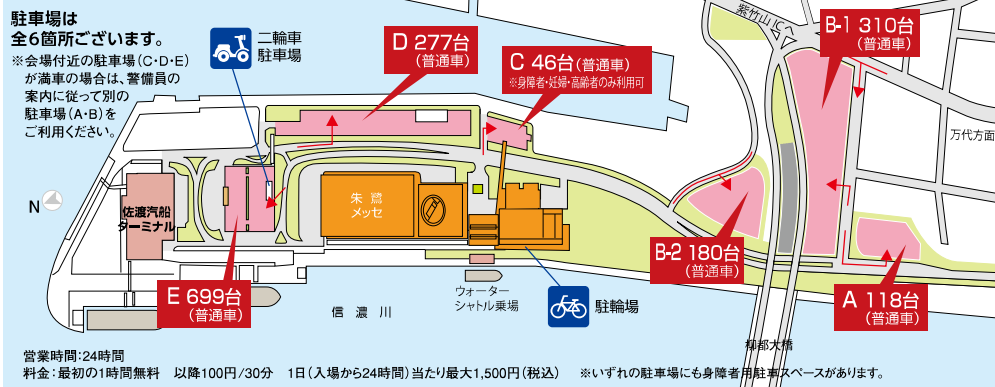 駐車場は
全6箇所ございます。
※会場付近の駐車場(C・D・E)
が満車の場合は、警備員の
案内に従って別の
駐車場(A・B)を
ご利用ください。
二輪車
駐車場
D 277台
(普通車)
C 46台(普通車)
※身障者・妊婦・高齢者のみ利用可
紫竹山ICへ
B-1 310台
(普通車)
万代方面
N
佐渡汽船
ターミナル
朱鷺
メッセ
B-2 180台
(普通車)
E 699台
(普通車)
A 118台
(普通車)
ウォーター
シャトル乗場
駐輪場
信濃川
柳都大橋
営業時間:24時間
料金:最初の1時間無料 以降100円/30分 1日(入場から24時間)当たり最大1,500円(税込) ※いずれの駐車場にも身障者用駐車スペースがあります。